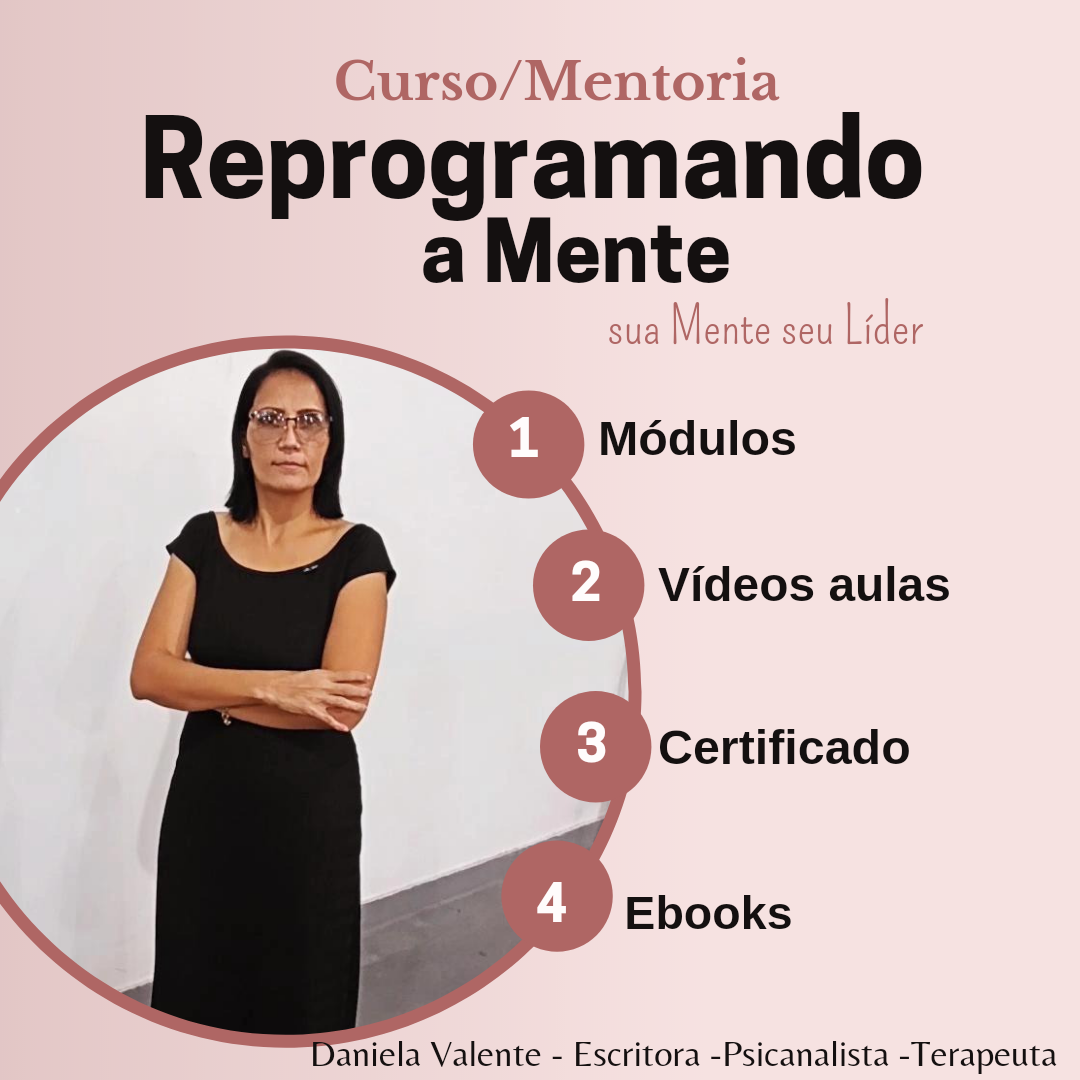 Curso/Mentoria
Reprogramando
a Mente
sua Mente seu Líder
1 Módulos
2 Vídeos aulas
3 Certificado
4 Ebooks
Daniela Valente - Escritora -Psicanalista -Terapeuta